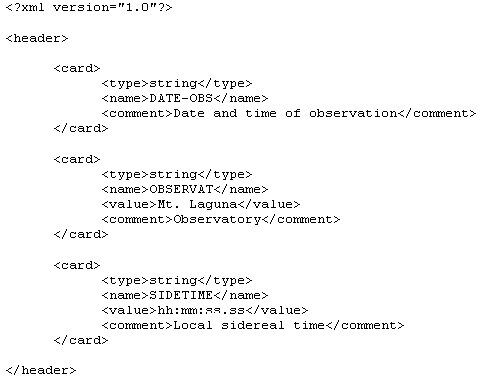 <?xml version="1.0"?>
<header>
<card>
<type>string</type>
<name>DATE-OBS</name>
<comment>Date and time of observation</comment>
</card>
<card>
<type>string</type>
<name>OBSERVAT</name>
<value>Mt. Laguna</value>
<comment>Observatory</comment>
</card>
<card>
<type>string</type>
<name>SIDETIME</name>
<value>hh:mm:ss.ss</value>
<comment>Local sidereal time</comment>
</card>
</header>